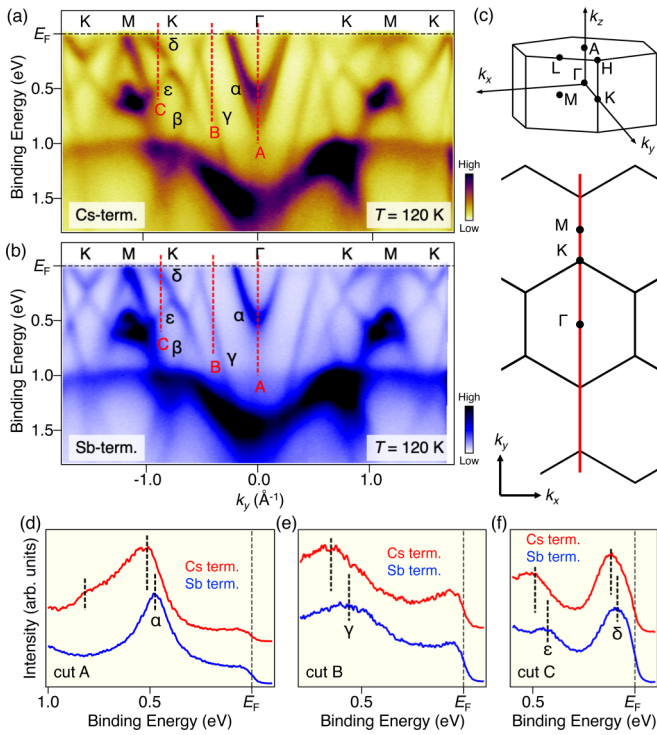 (a)
K M K Γ K M K
E_F
0.5
1.0
1.5
Binding Energy (eV)
δ
ε
β
γ
α
C
B
A
Cs-term.
T = 120 K
High
Low
(b)
K M K Γ K M K
E_F
0.5
1.0
1.5
Binding Energy (eV)
δ
ε
β
γ
α
C
B
A
Sb-term.
T = 120 K
High
Low
-1.0 0.0 1.0
k_y (Å⁻¹)
(c)
k_z
A
L
H
Γ
k_x
M
K
k_y
M
K
Γ
k_y
k_x
(d)
Cs term.
Sb term.
α
cut A
Intensity (arb. units)
1.0 0.5 E_F
Binding Energy (eV)
(e)
Cs term.
Sb term.
γ
cut B
0.5 E_F
Binding Energy (eV)
(f)
Cs term.
Sb term.
ε
δ
cut C
0.5 E_F
Binding Energy (eV)